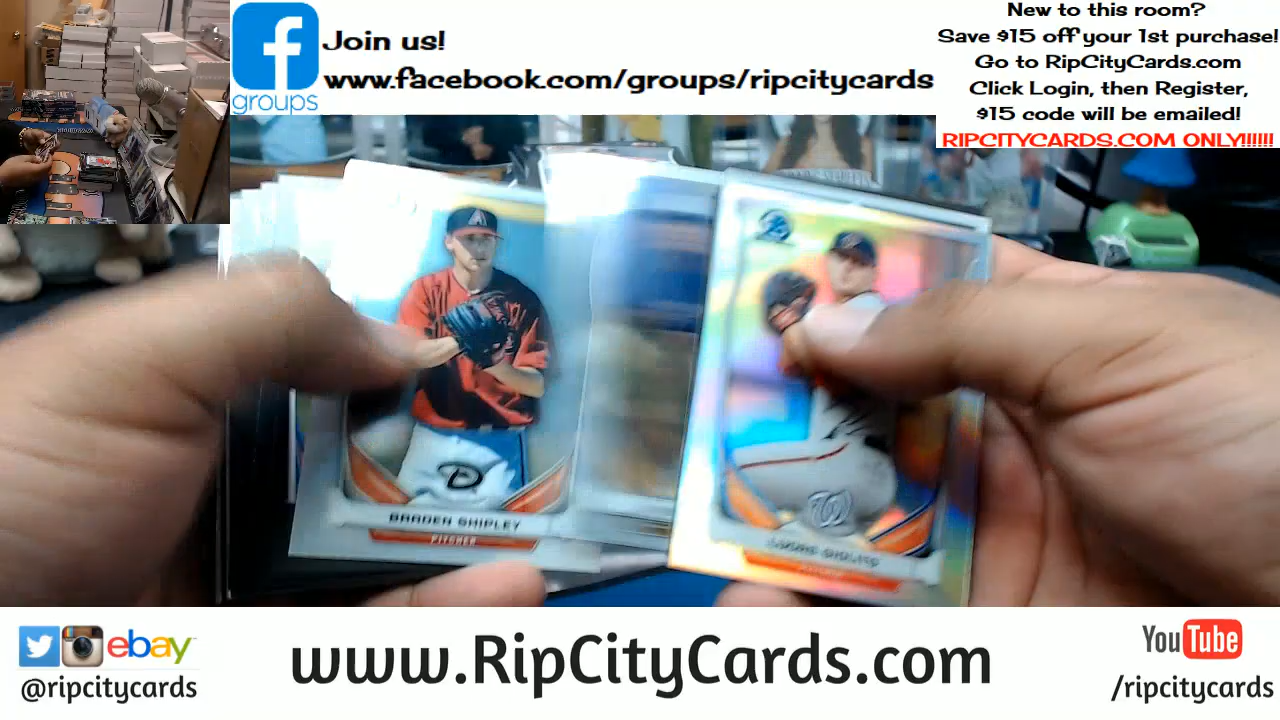 Join us!
www.facebook.com/groups/ripcitycards
groups
New to this room?
Save $15 off your 1st purchase!
Go to RipCityCards.com
Click Login, then Register,
$15 code will be emailed!
RIPCITYCARDS.COM ONLY!!!!!!
A
D
BRADEN SHIPLEY
PITCHER
LUCAS GIOLITO
W
ebay
@ripcitycards
www.RipCityCards.com
YouTube
/ripcitycards